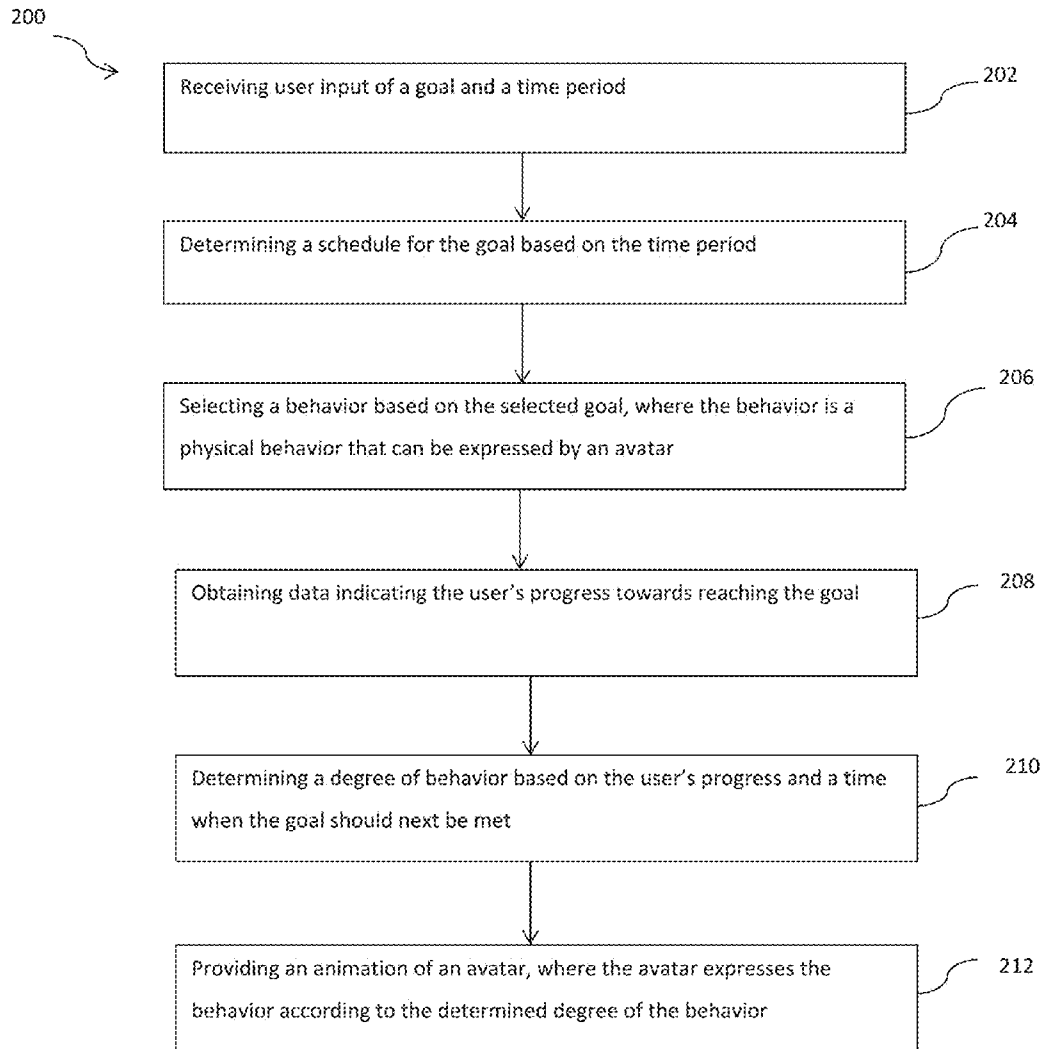 200
Receiving user input of a goal and a time period
202
Determining a schedule for the goal based on the time period
204
Selecting a behavior based on the selected goal, where the behavior is a
physical behavior that can be expressed by an avatar
206
Obtaining data indicating the user's progress towards reaching the goal
208
Determining a degree of behavior based on the user's progress and a time
when the goal should next be met
210
Providing an animation of an avatar, where the avatar expresses the
behavior according to the determined degree of the behavior
212